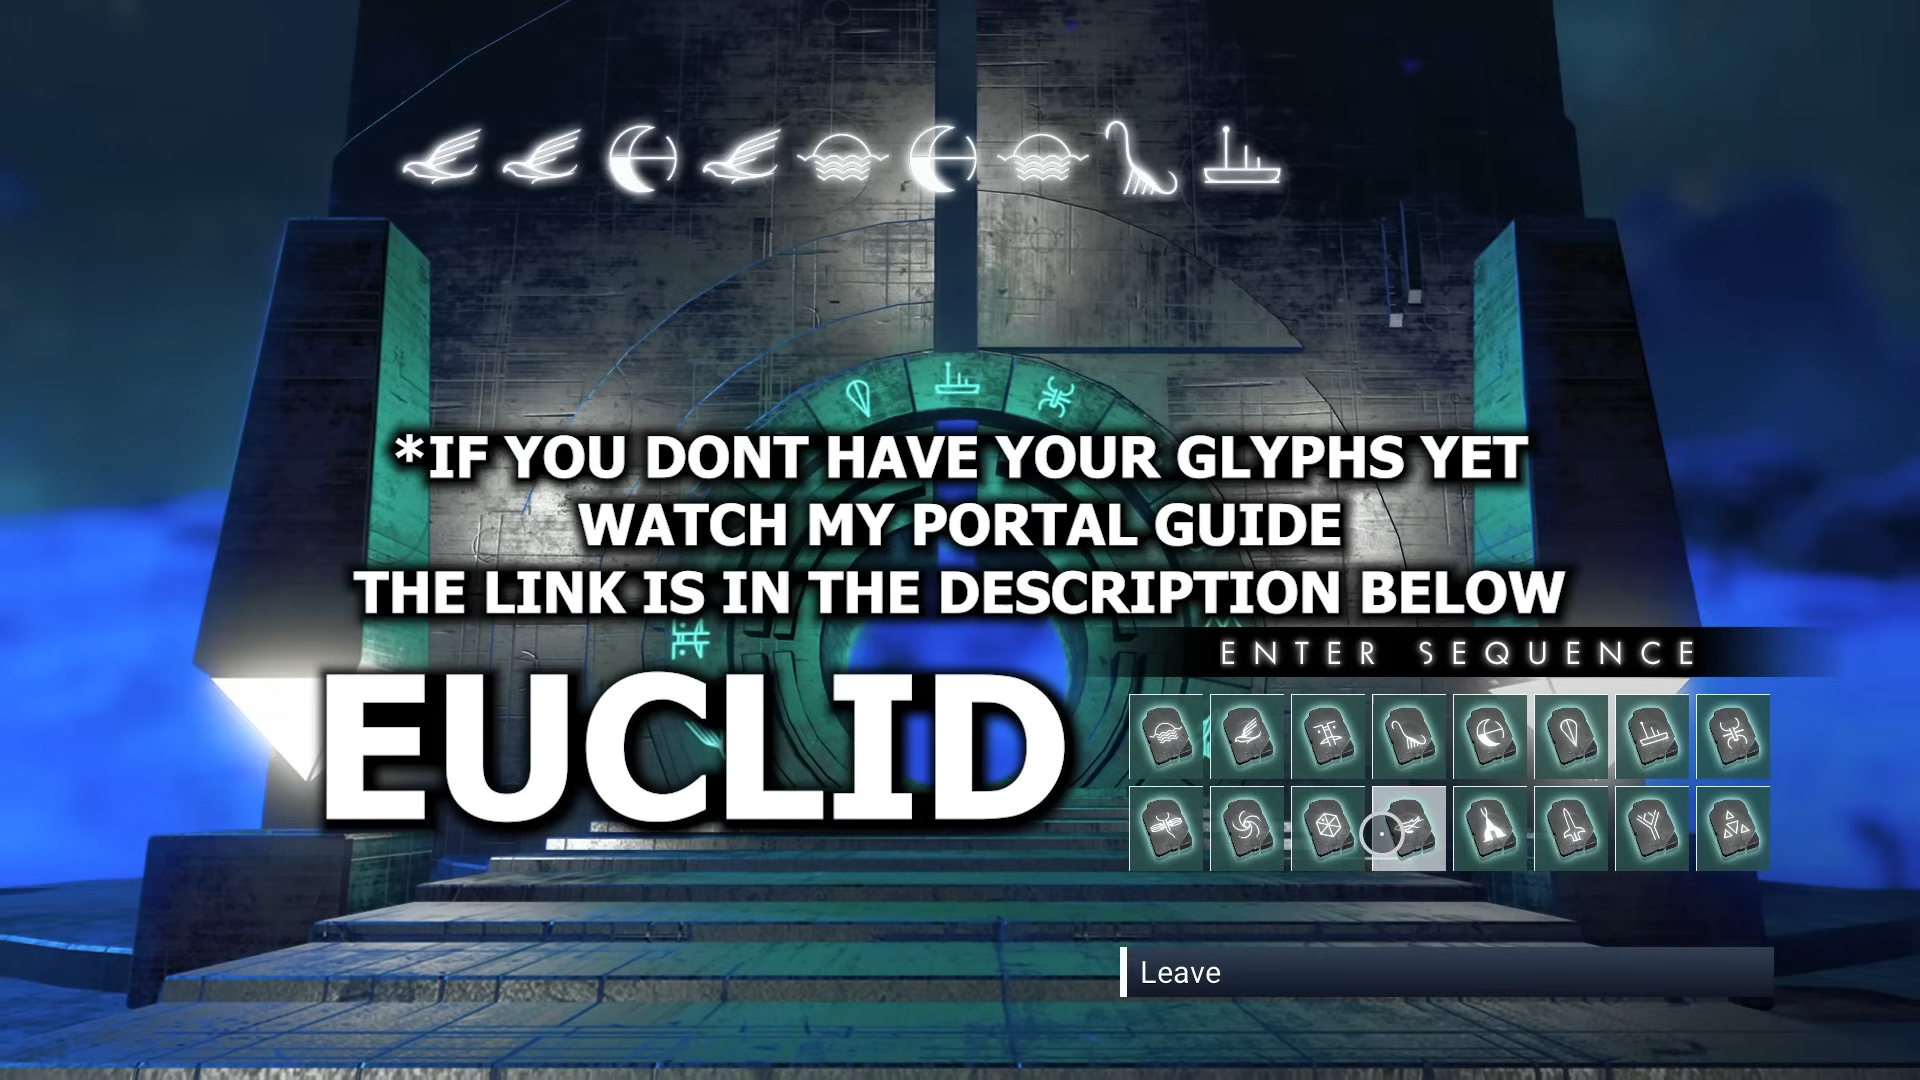 *IF YOU DONT HAVE YOUR GLYPHS YET
WATCH MY PORTAL GUIDE
THE LINK IS IN THE DESCRIPTION BELOW
ENTER SEQUENCE
EUCLID
Leave